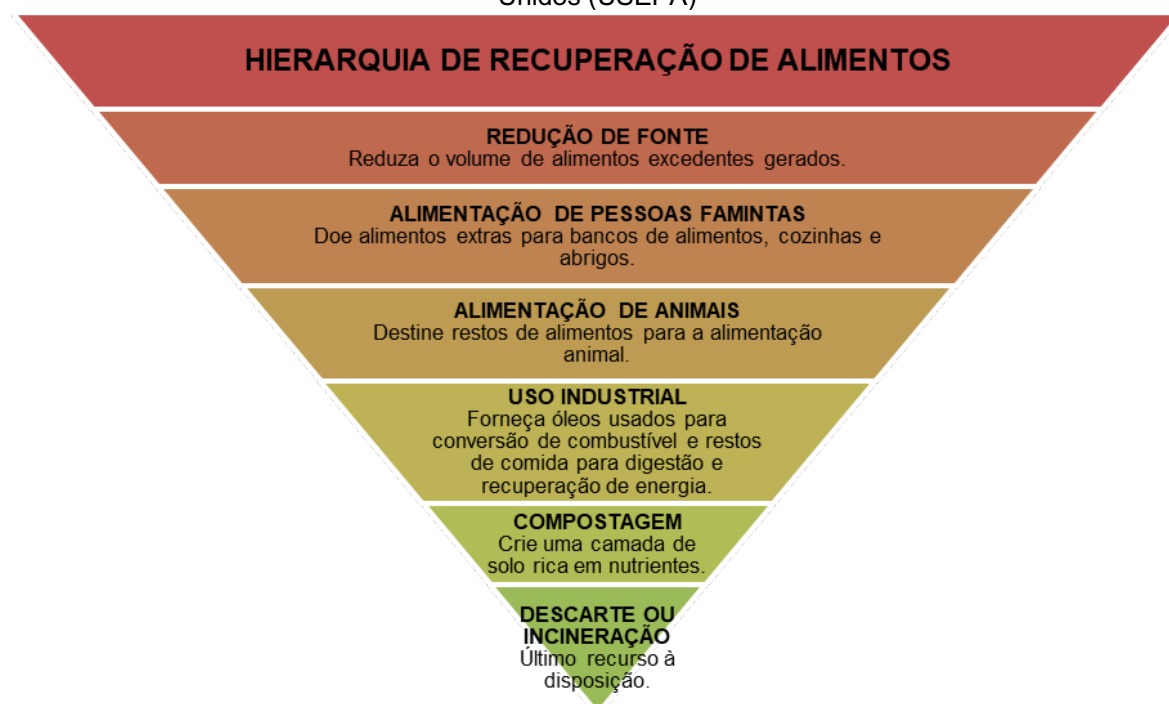 Unidos (USEPA)
HIERARQUIA DE RECUPERAÇÃO DE ALIMENTOS
REDUÇÃO DE FONTE
Reduza o volume de alimentos excedentes gerados.
ALIMENTAÇÃO DE PESSOAS FAMINTAS
Doe alimentos extras para bancos de alimentos, cozinhas e
abrigos.
ALIMENTAÇÃO DE ANIMAIS
Destine restos de alimentos para a alimentação
animal.
USO INDUSTRIAL
Forneça óleos usados para
conversão de combustível e restos
de comida para digestão e
recuperação de energia.
COMPOSTAGEM
Crie uma camada de
solo rica em nutrientes.
DESCARTE OU
INCINERAÇÃO
Último recurso à
disposição.